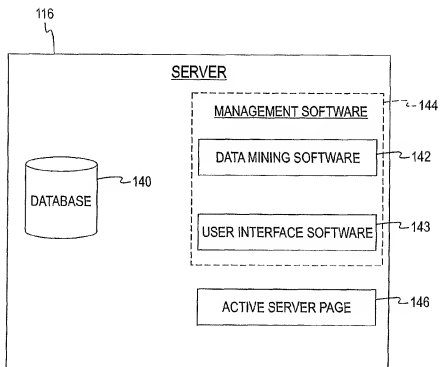 116
SERVER
MANAGEMENT SOFTWARE
144
DATA MINING SOFTWARE
142
DATABASE
140
USER INTERFACE SOFTWARE
143
ACTIVE SERVER PAGE
146